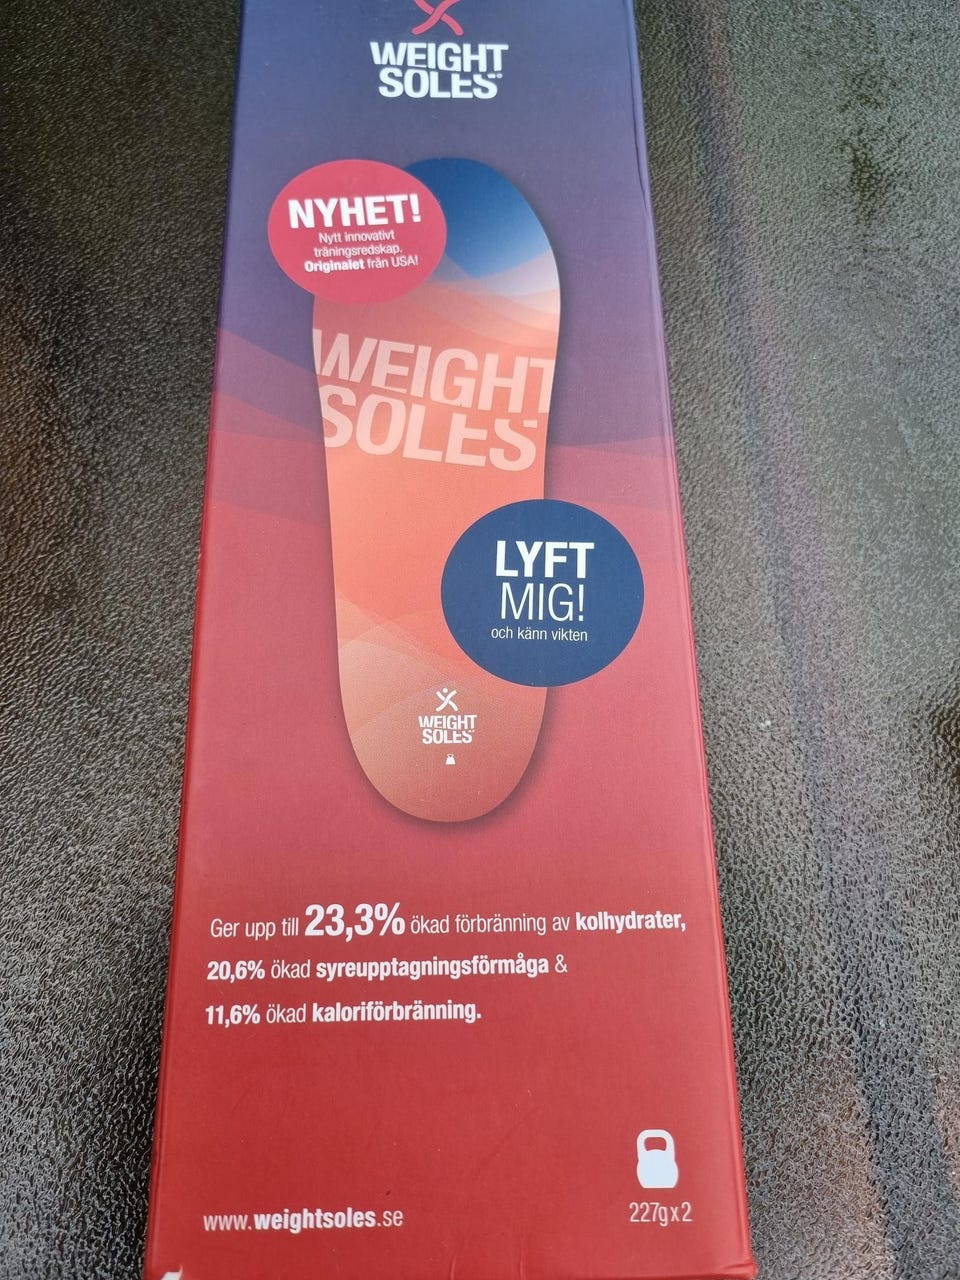 WEIGHT
SOLES
NYHET!
Nytt innovativt
träningsredskap.
Originalet från USA!
WEIGHT
SOLES
LYFT
MIG!
och känn vikten
WEIGHT
SOLES
Ger upp till 23,3% ökad förbränning av kolhydrater,
20,6% ökad syreupptagningsförmåga &
11,6% ökad kaloriförbränning.
www.weightsoles.se
227gx2